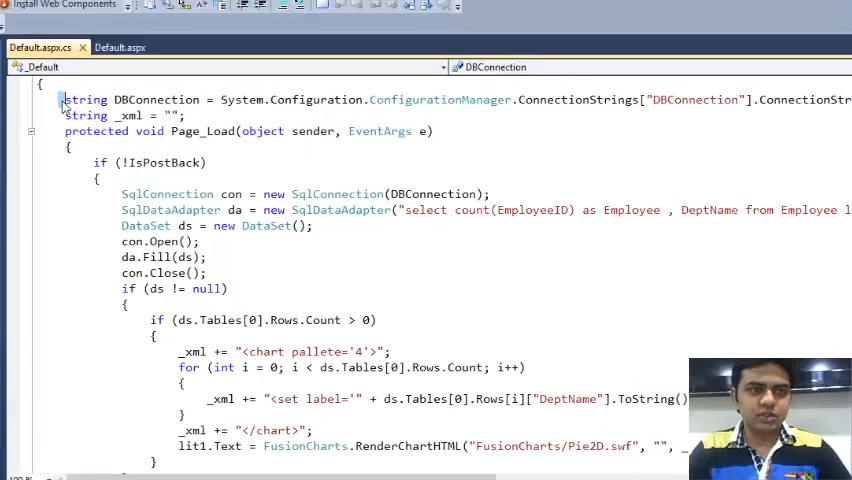 Install Web Components
Default.aspx.cs
Default.aspx
_Default
DBConnection
{
string DBConnection = System.Configuration.ConfigurationManager.ConnectionStrings["DBConnection"].ConnectionStr
string _xml = "";
protected void Page_Load(object sender, EventArgs e)
{
if (!IsPostBack)
{
SqlConnection con = new SqlConnection(DBConnection);
SqlDataAdapter da = new SqlDataAdapter("select count(EmployeeID) as Employee , DeptName from Employee
DataSet ds = new DataSet();
con.Open();
da.Fill(ds);
con.Close();
if (ds != null)
{
if (ds.Tables[0].Rows.Count > 0)
{
_xml += "<chart pallete='4'>";
for (int i = 0; i < ds.Tables[0].Rows.Count; i++)
{
_xml += "<set label='" + ds.Tables[0].Rows[i]["DeptName"].ToString()
}
_xml += "</chart>";
lit1.Text = FusionCharts.RenderChartHTML("FusionCharts/Pie2D.swf", "", _
}